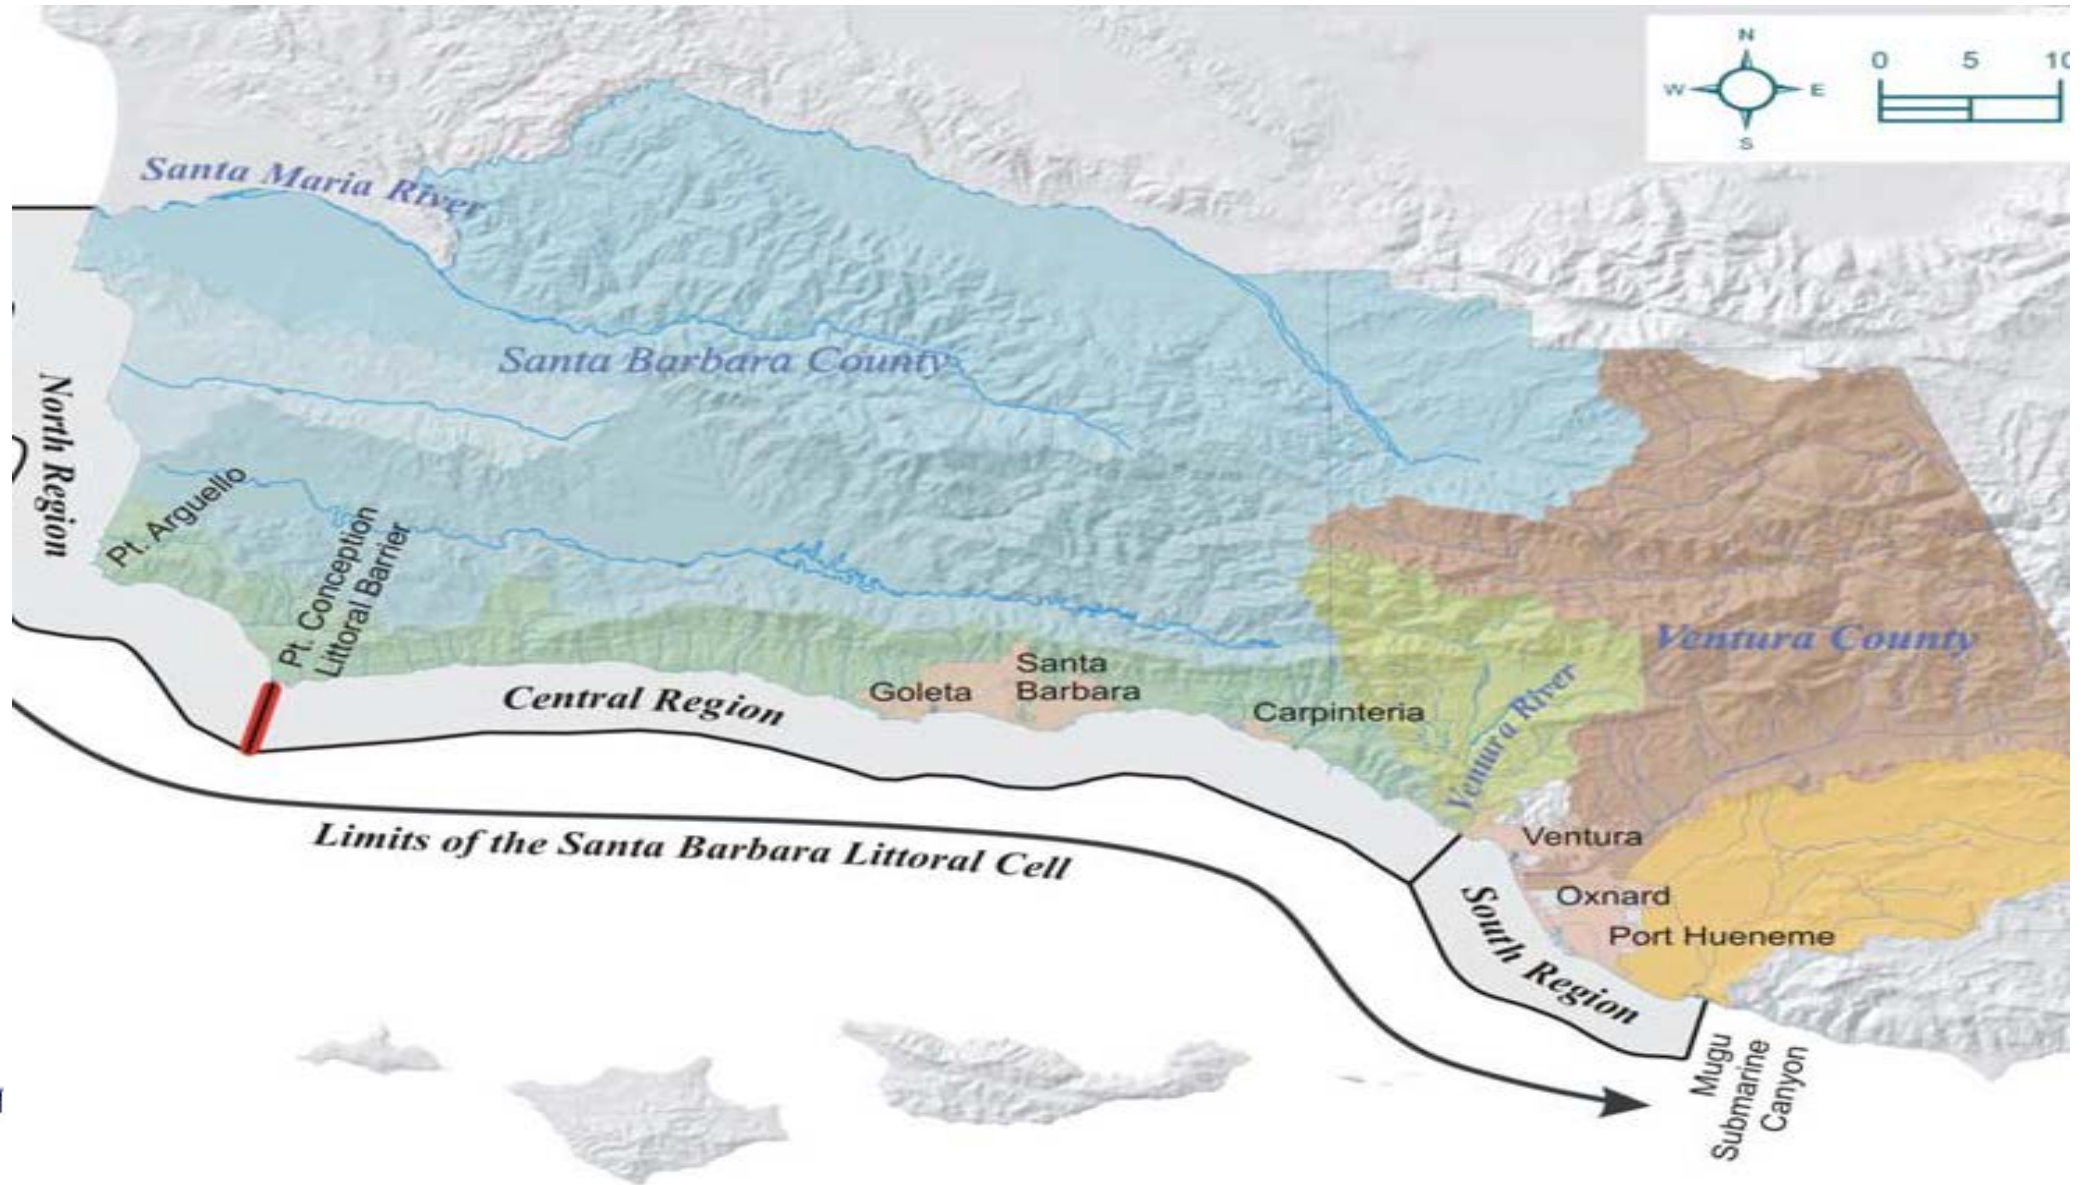 N
W
E
S
0 5 10
Santa Maria River
Santa Barbara County
North Region
Pt. Arguello
Pt. Conception
Littoral Barrier
Central Region
Goleta
Santa
Barbara
Carpinteria
Ventura River
Ventura County
Ventura
Oxnard
Port Hueneme
South Region
Limits of the Santa Barbara Littoral Cell
Mugu
Submarine
Canyon